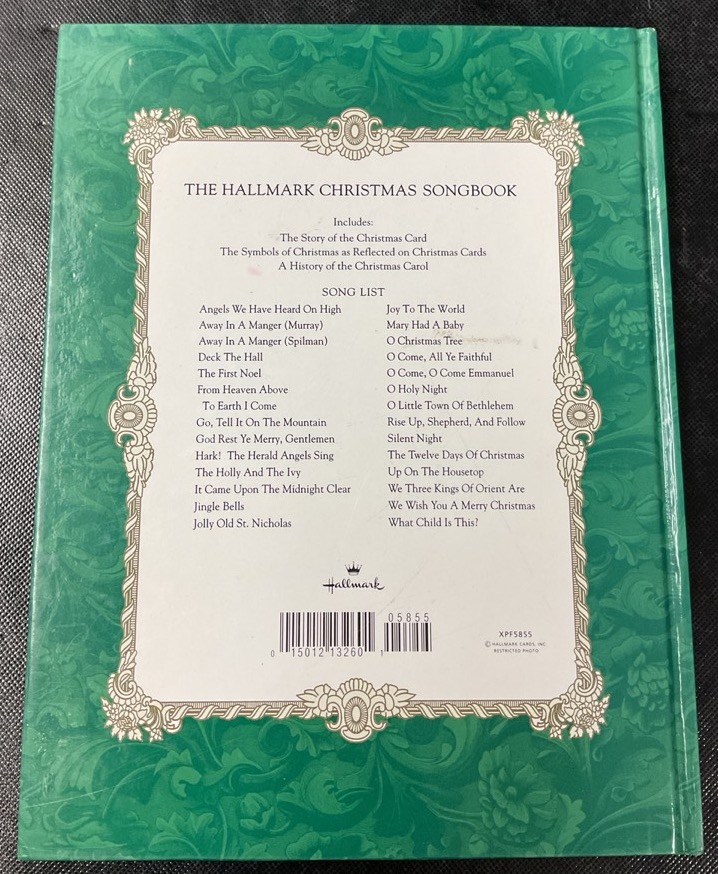 THE HALLMARK CHRISTMAS SONGBOOK
Includes:
The Story of the Christmas Card
The Symbols of Christmas as Reflected on Christmas Cards
A History of the Christmas Carol
SONG LIST
Angels We Have Heard On High
Away In A Manger (Murray)
Away In A Manger (Spilman)
Deck The Hall
The First Noel
From Heaven Above
To Earth I Come
Go, Tell It On The Mountain
God Rest Ye Merry, Gentlemen
Hark! The Herald Angels Sing
The Holly And The Ivy
It Came Upon The Midnight Clear
Jingle Bells
Jolly Old St. Nicholas
Joy To The World
Mary Had A Baby
O Christmas Tree
O Come, All Ye Faithful
O Come, O Come Emmanuel
O Holy Night
O Little Town Of Bethlehem
Rise Up, Shepherd, And Follow
Silent Night
The Twelve Days Of Christmas
Up On The Housetop
We Three Kings Of Orient Are
We Wish You A Merry Christmas
What Child Is This?
Hallmark
05855
0 15012 13260 1
XPF5855
© HALLMARK CARDS, INC.
RESTRICTED PHOTO